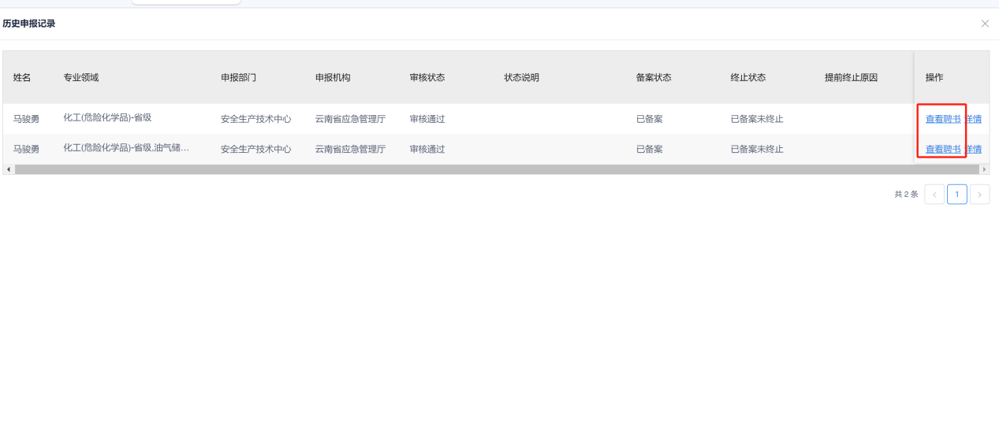 历史申报记录
姓名 专业领域 申报部门 申报机构 审核状态 状态说明 备案状态 终止状态 提前终止原因 操作
马骏勇 化工(危险化学品)-省级 安全生产技术中心 云南省应急管理厅 审核通过 已备案 已备案未终止 查看聘书 详情
马骏勇 化工(危险化学品)-省级,油气储... 安全生产技术中心 云南省应急管理厅 审核通过 已备案 已备案未终止 查看聘书 详情
共 2 条 1